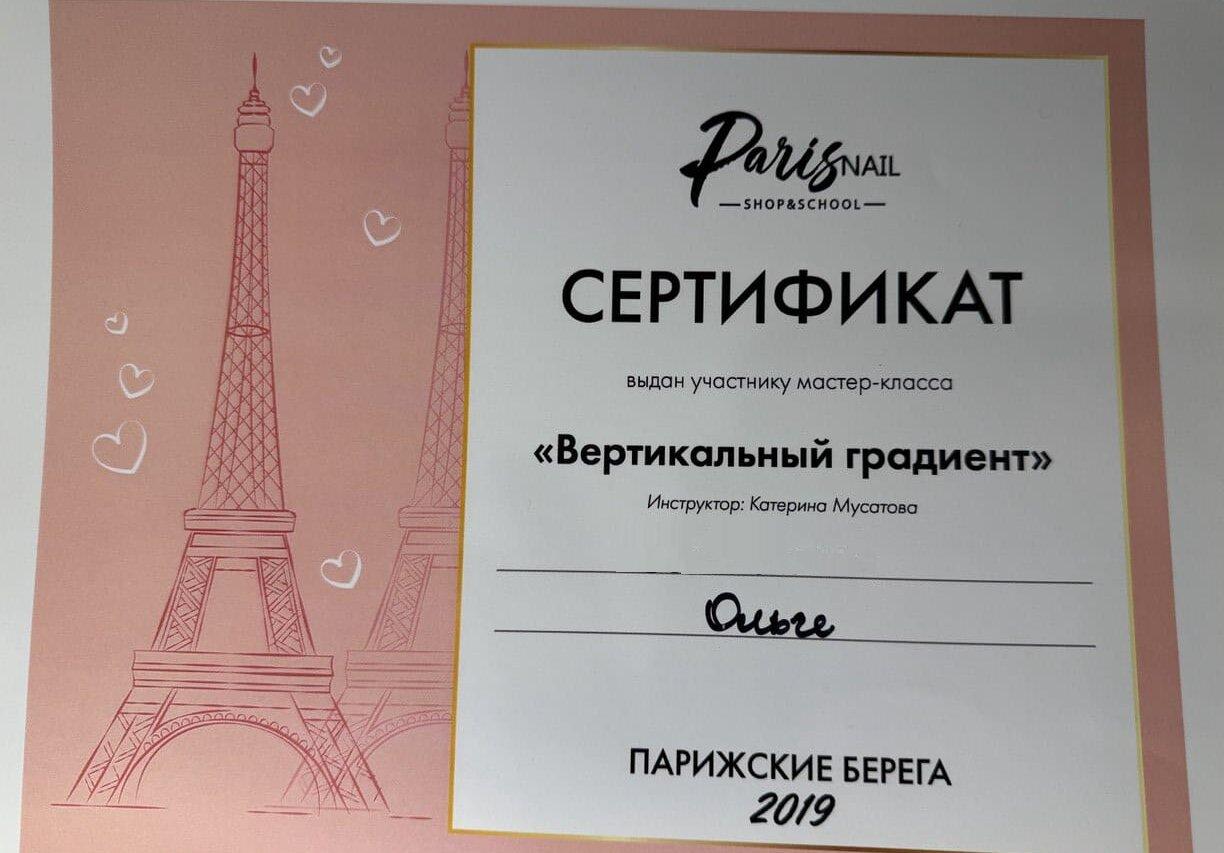 Paris NAIL
SHOP&SCHOOL
СЕРТИФИКАТ
выдан участнику мастер-класса
«Вертикальный градиент»
Инструктор: Катерина Мусатова
Ольге
ПАРИЖСКИЕ БЕРЕГА
2019